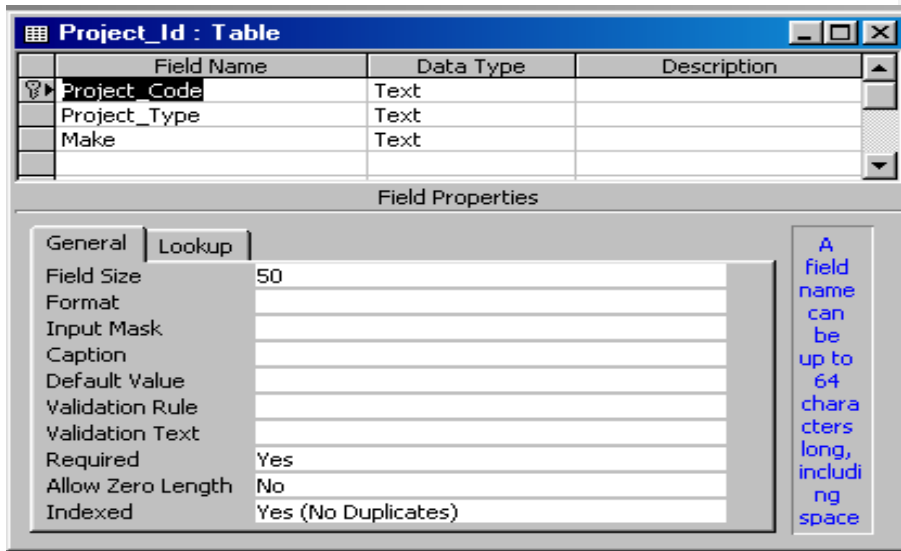 Project_Id : Table
Field Name Data Type Description
Project_Code Text
Project_Type Text
Make Text
Field Properties
General Lookup
Field Size 50
Format
Input Mask
Caption
Default Value
Validation Rule
Validation Text
Required Yes
Allow Zero Length No
Indexed Yes (No Duplicates)
A
field
name
can
be
up to
64
chara
cters
long,
includi
ng
space